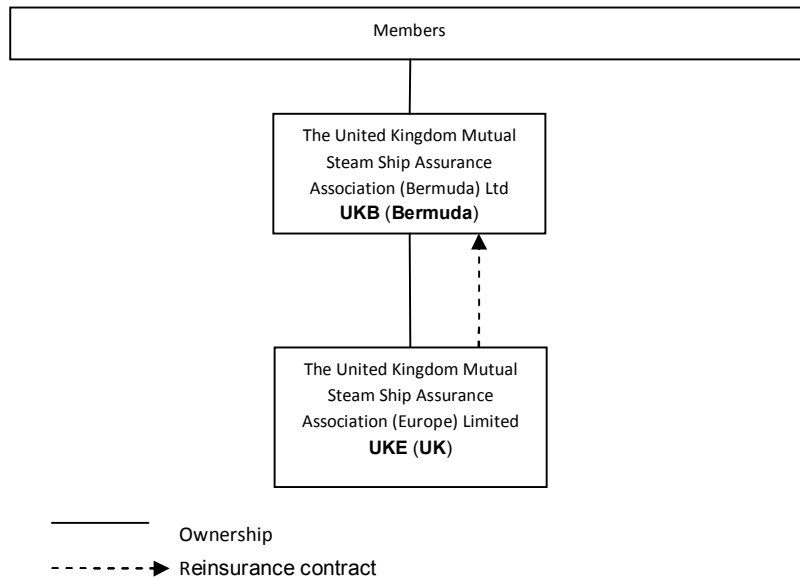 Members
The United Kingdom Mutual
Steam Ship Assurance
Association (Bermuda) Ltd
UKB (Bermuda)
The United Kingdom Mutual
Steam Ship Assurance
Association (Europe) Limited
UKE (UK)
Ownership
Reinsurance contract